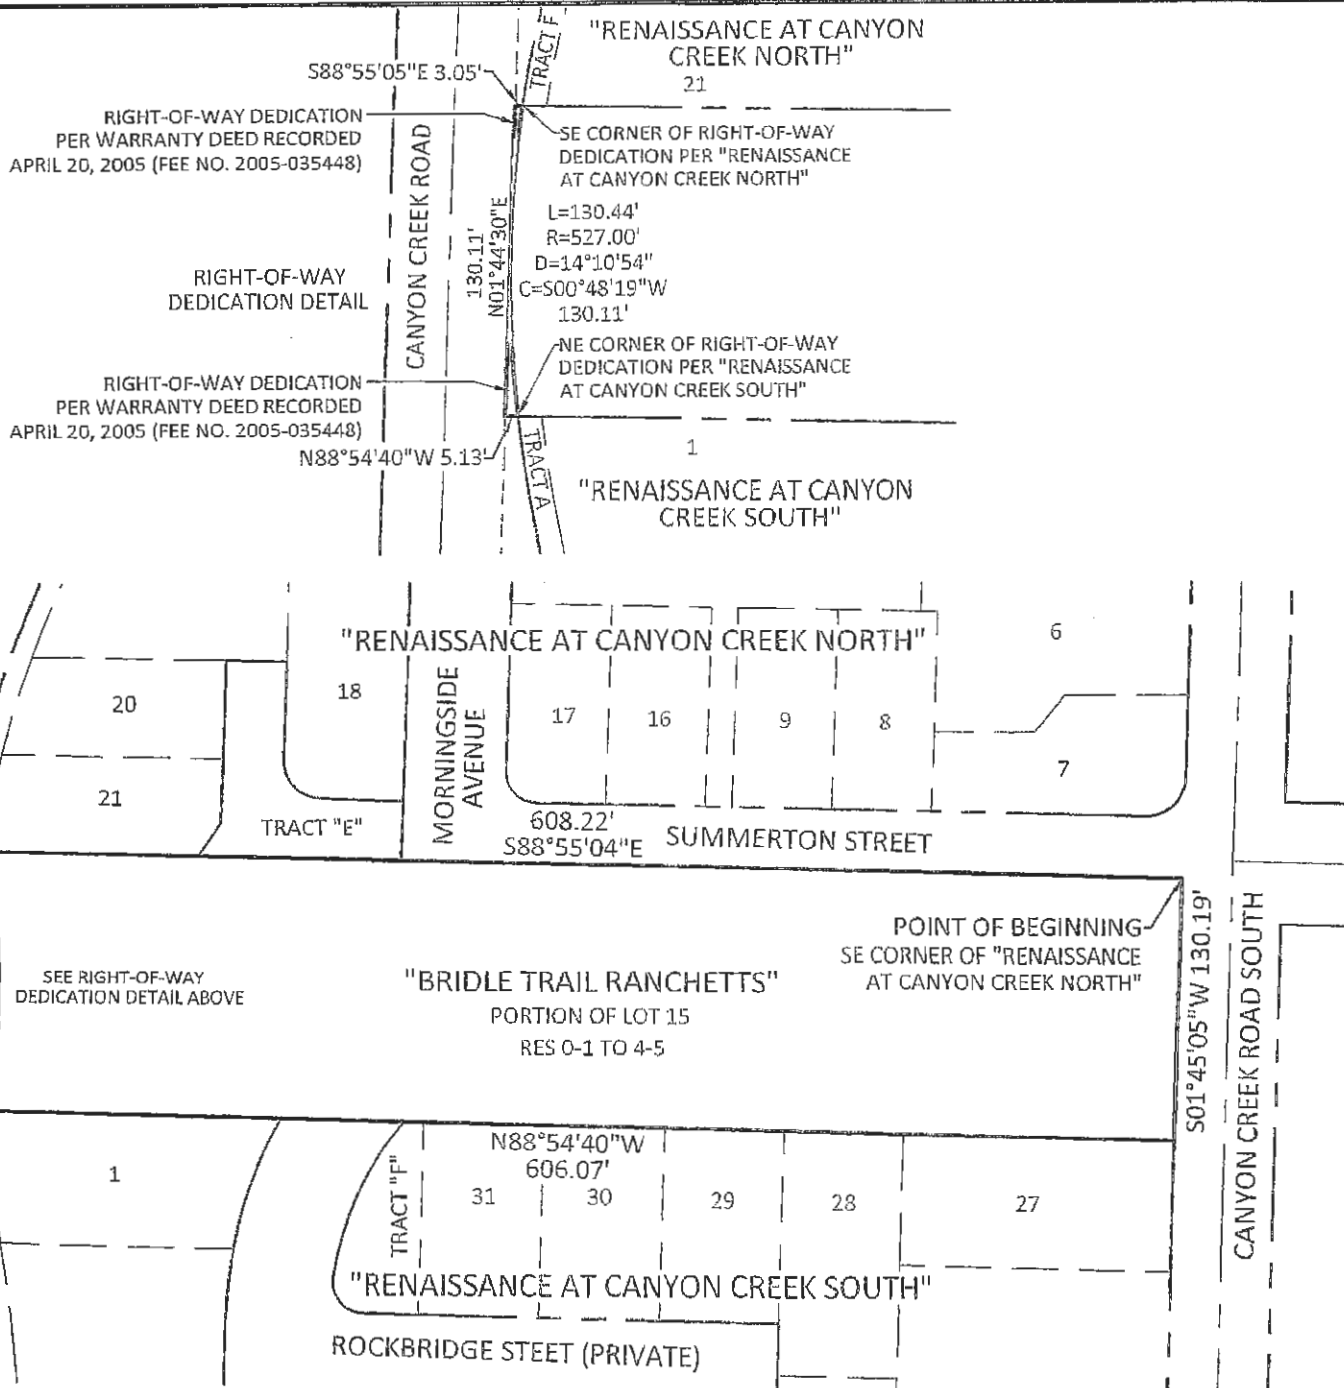 "RENAISSANCE AT CANYON
CREEK NORTH"
21
TRACT F
S88°55'05"E 3.05'
RIGHT-OF-WAY DEDICATION
PER WARRANTY DEED RECORDED
APRIL 20, 2005 (FEE NO. 2005-035448)
SE CORNER OF RIGHT-OF-WAY
DEDICATION PER "RENAISSANCE
AT CANYON CREEK NORTH"
CANYON CREEK ROAD
130.11'
N01°44'30"E
L=130.44'
R=527.00'
D=14°10'54"
C=S00°48'19"W
130.11'
RIGHT-OF-WAY
DEDICATION DETAIL
NE CORNER OF RIGHT-OF-WAY
DEDICATION PER "RENAISSANCE
AT CANYON CREEK SOUTH"
RIGHT-OF-WAY DEDICATION
PER WARRANTY DEED RECORDED
APRIL 20, 2005 (FEE NO. 2005-035448)
N88°54'40"W 5.13'
TRACT A
1
"RENAISSANCE AT CANYON
CREEK SOUTH"
"RENAISSANCE AT CANYON CREEK NORTH"
6
20
18
MORNINGSIDE
AVENUE
17
16
9
8
7
21
TRACT "E"
608.22'
S88°55'04"E
SUMMERTON STREET
POINT OF BEGINNING
SE CORNER OF "RENAISSANCE
AT CANYON CREEK NORTH"
S01°45'05"W 130.19'
CANYON CREEK ROAD SOUTH
SEE RIGHT-OF-WAY
DEDICATION DETAIL ABOVE
"BRIDLE TRAIL RANCHETTS"
PORTION OF LOT 15
RES 0-1 TO 4-5
N88°54'40"W
606.07'
1
TRACT "F"
31
30
29
28
27
"RENAISSANCE AT CANYON CREEK SOUTH"
ROCKBRIDGE STEET (PRIVATE)